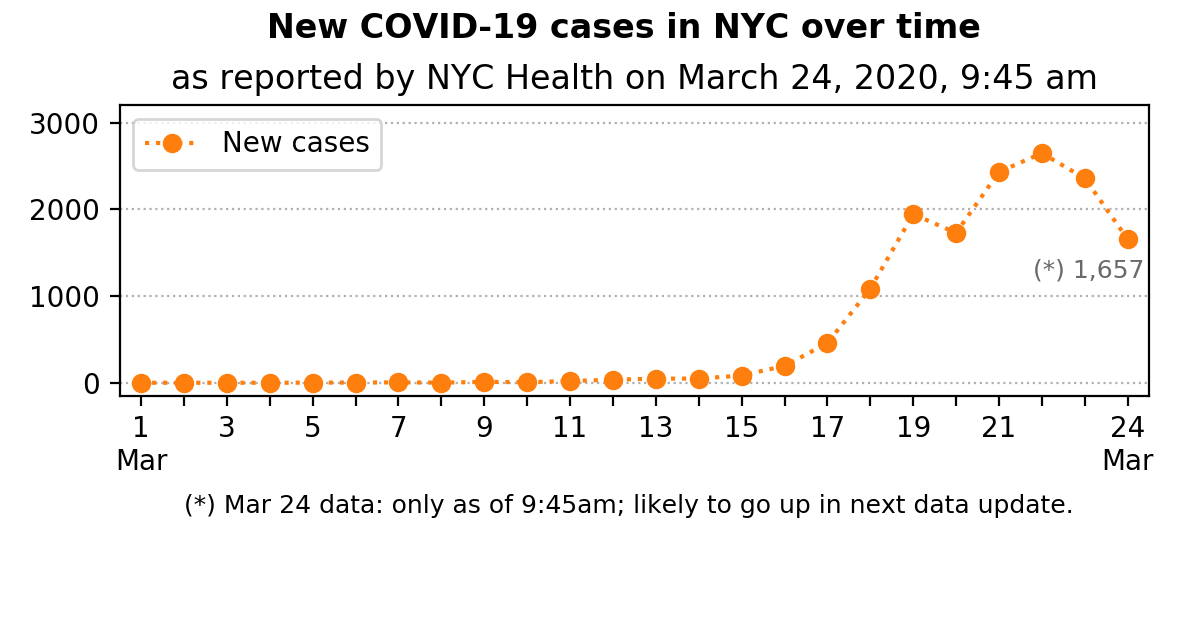 New COVID-19 cases in NYC over time
as reported by NYC Health on March 24, 2020, 9:45 am
3000
New cases
2000
(*) 1,657
1000
0
1 3 5 7 9 11 13 15 17 19 21 24
Mar Mar
(*) Mar 24 data: only as of 9:45am; likely to go up in next data update.